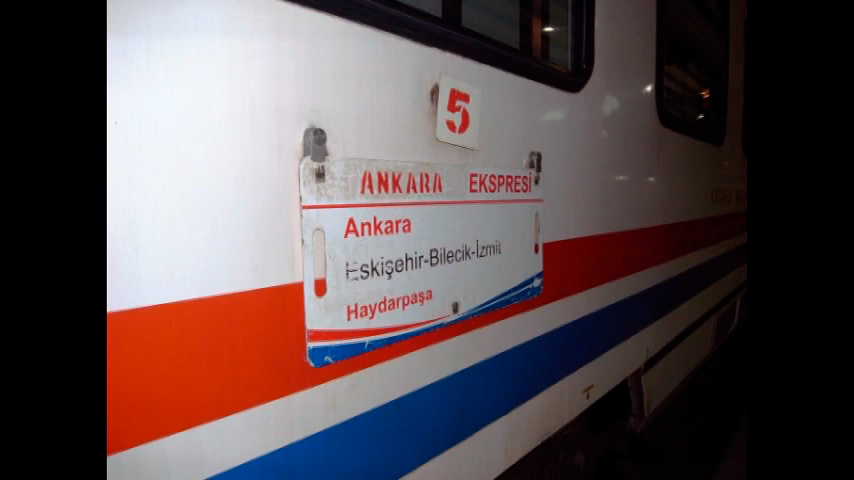 5
ANKARA EKSPRESİ
Ankara
Eskişehir-Bilecik-İzmit
Haydarpaşa